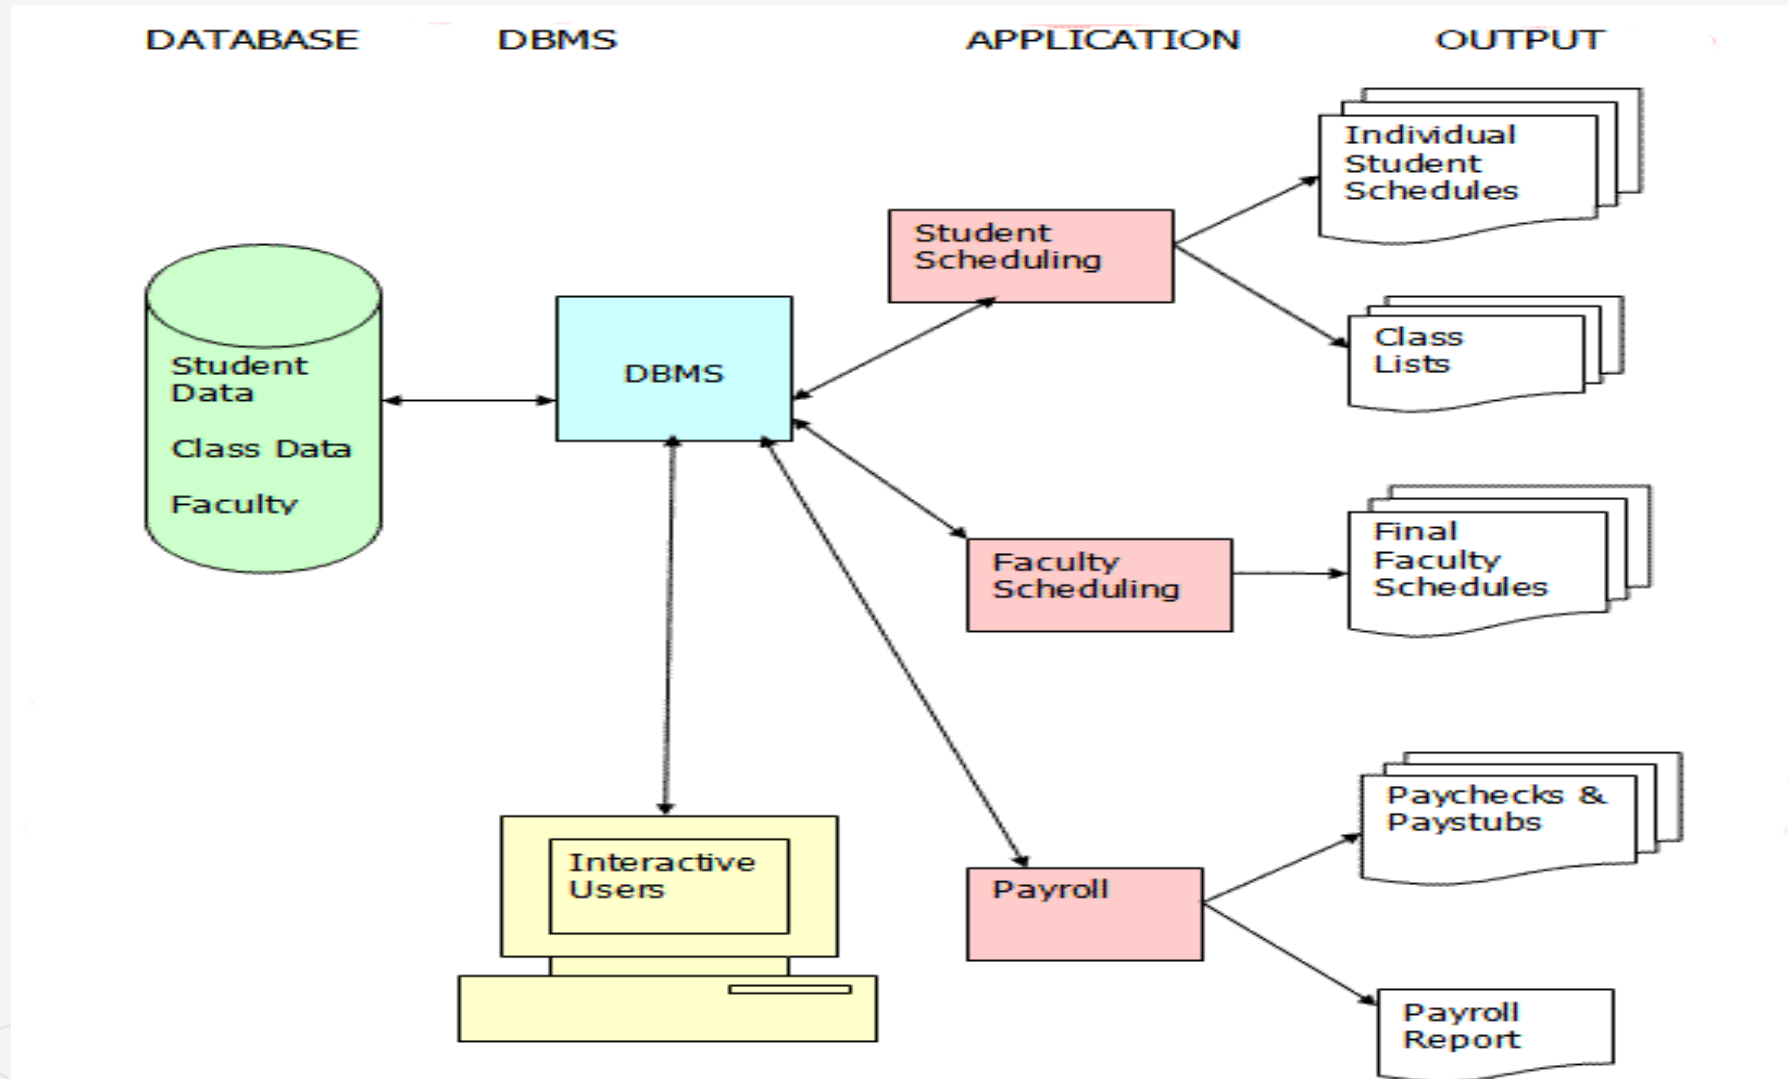 DATABASE
DBMS
APPLICATION
OUTPUT
Individual
Student
Schedules
Student
Scheduling
Class
Lists
Student
Data
Class Data
Faculty
DBMS
Final
Faculty
Schedules
Faculty
Scheduling
Interactive
Users
Payroll
Paychecks &
Paystubs
Payroll
Report